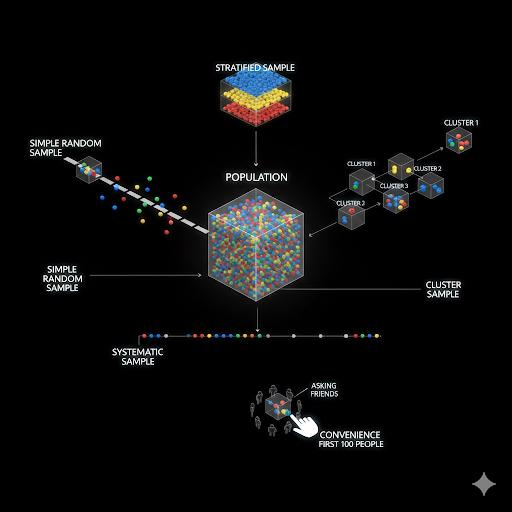 STRATIFIED SAMPLE
CLUSTER 1
SIMPLE RANDOM
SAMPLE
CLUSTER 1
CLUSTER 2
POPULATION
CLUSTER 3
CLUSTER 2
SIMPLE
RANDOM
SAMPLE
CLUSTER
SAMPLE
SYSTEMATIC
SAMPLE
ASKING
FRIENDS
CONVENIENCE
FIRST 100 PEOPLE